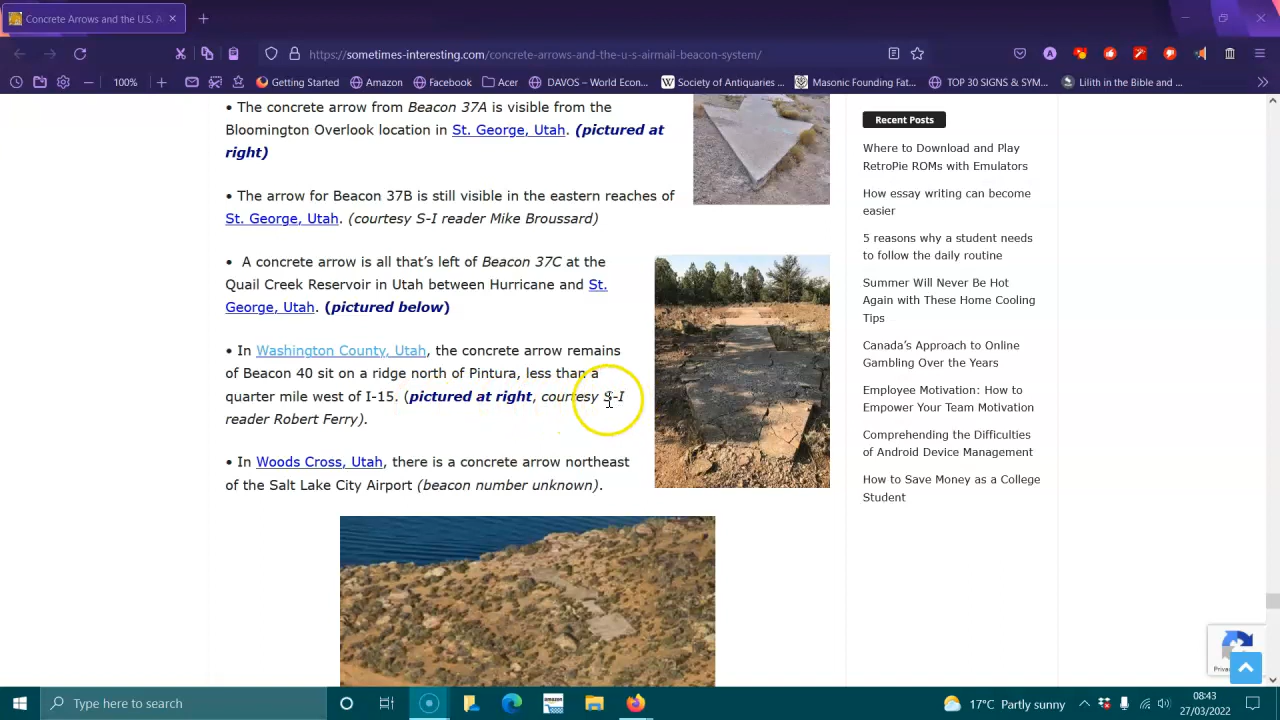 Concrete Arrows and the U.S. A
https://sometimes-interesting.com/concrete-arrows-and-the-u-s-airmail-beacon-system/
100%
Getting Started
Amazon
Facebook
Acer
DAVOS – World Econ...
Society of Antiquaries ...
Masonic Founding Fat...
TOP 30 SIGNS & SYM...
Lilith in the Bible and ...
• The concrete arrow from Beacon 37A is visible from the
Bloomington Overlook location in St. George, Utah. (pictured at
right)
• The arrow for Beacon 37B is still visible in the eastern reaches of
St. George, Utah. (courtesy S-I reader Mike Broussard)
• A concrete arrow is all that’s left of Beacon 37C at the
Quail Creek Reservoir in Utah between Hurricane and St.
George, Utah. (pictured below)
• In Washington County, Utah, the concrete arrow remains
of Beacon 40 sit on a ridge north of Pintura, less than a
quarter mile west of I-15. (pictured at right, courtesy S-I
reader Robert Ferry).
• In Woods Cross, Utah, there is a concrete arrow northeast
of the Salt Lake City Airport (beacon number unknown).
Recent Posts
Where to Download and Play
RetroPie ROMs with Emulators
How essay writing can become
easier
5 reasons why a student needs
to follow the daily routine
Summer Will Never Be Hot
Again with These Home Cooling
Tips
Canada’s Approach to Online
Gambling Over the Years
Employee Motivation: How to
Empower Your Team Motivation
Comprehending the Difficulties
of Android Device Management
How to Save Money as a College
Student
Type here to search
amazon
17°C Partly sunny
08:43
27/03/2022